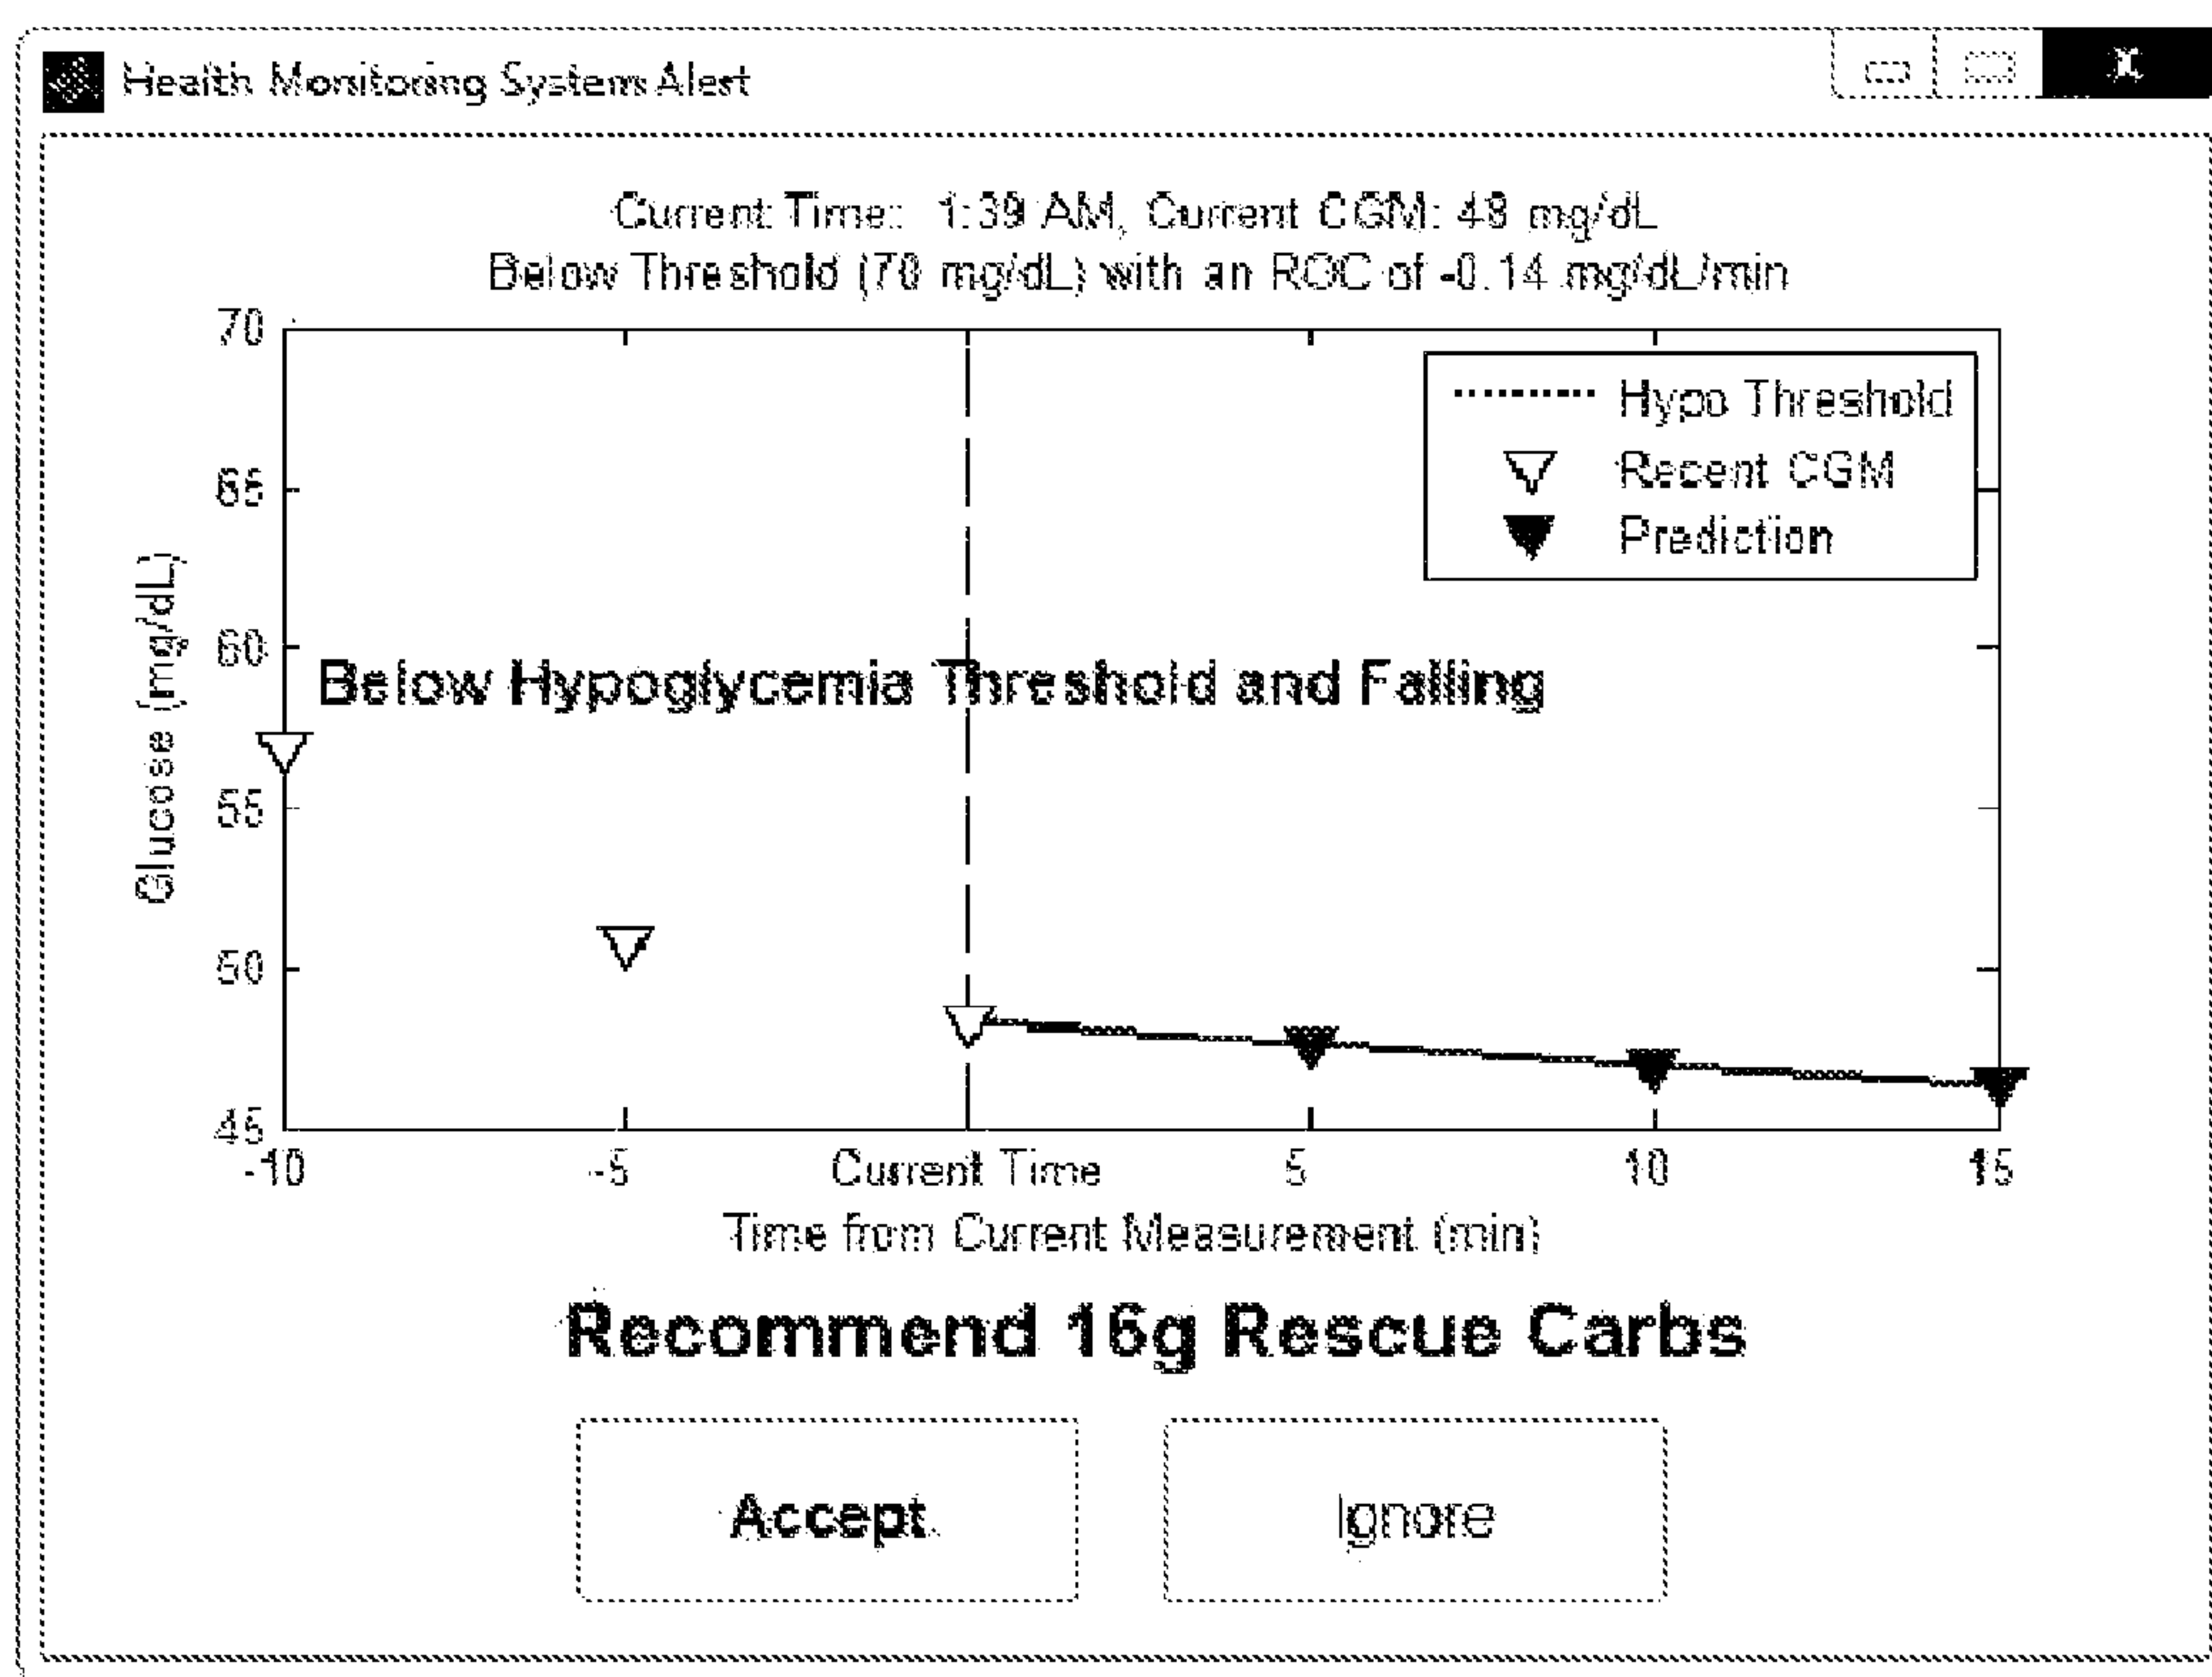 Health Monitoring System Alert
Current Time: 1:39 AM, Current CGM: 48 mg/dL
Below Threshold (70 mg/dL) with an ROC of -0.14 mg/dL/min
70
65
60
55
50
45
Glucose (mg/dL)
Hypo Threshold
Recent CGM
Prediction
Below Hypoglycemia Threshold and Falling
-10 -5 Current Time 5 10 15
Time from Current Measurement (min)
Recommend 16g Rescue Carbs
Accept Ignore